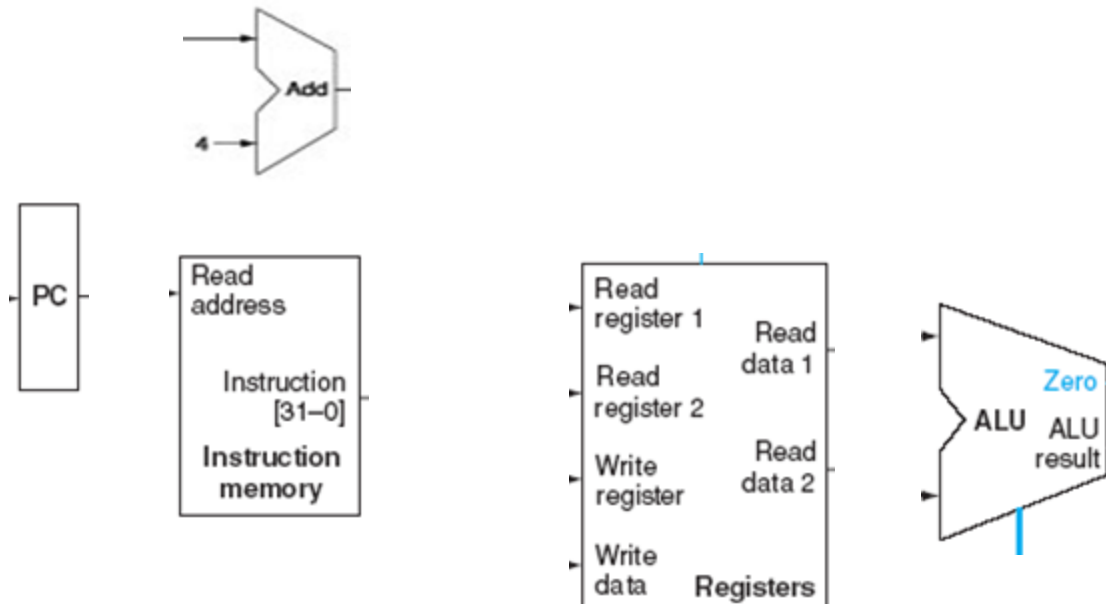 Add
4
PC
Read
address
Instruction
[31–0]
Instruction
memory
Read
register 1
Read
register 2
Write
register
Write
data
Read
data 1
Read
data 2
Registers
Zero
ALU
ALU
result